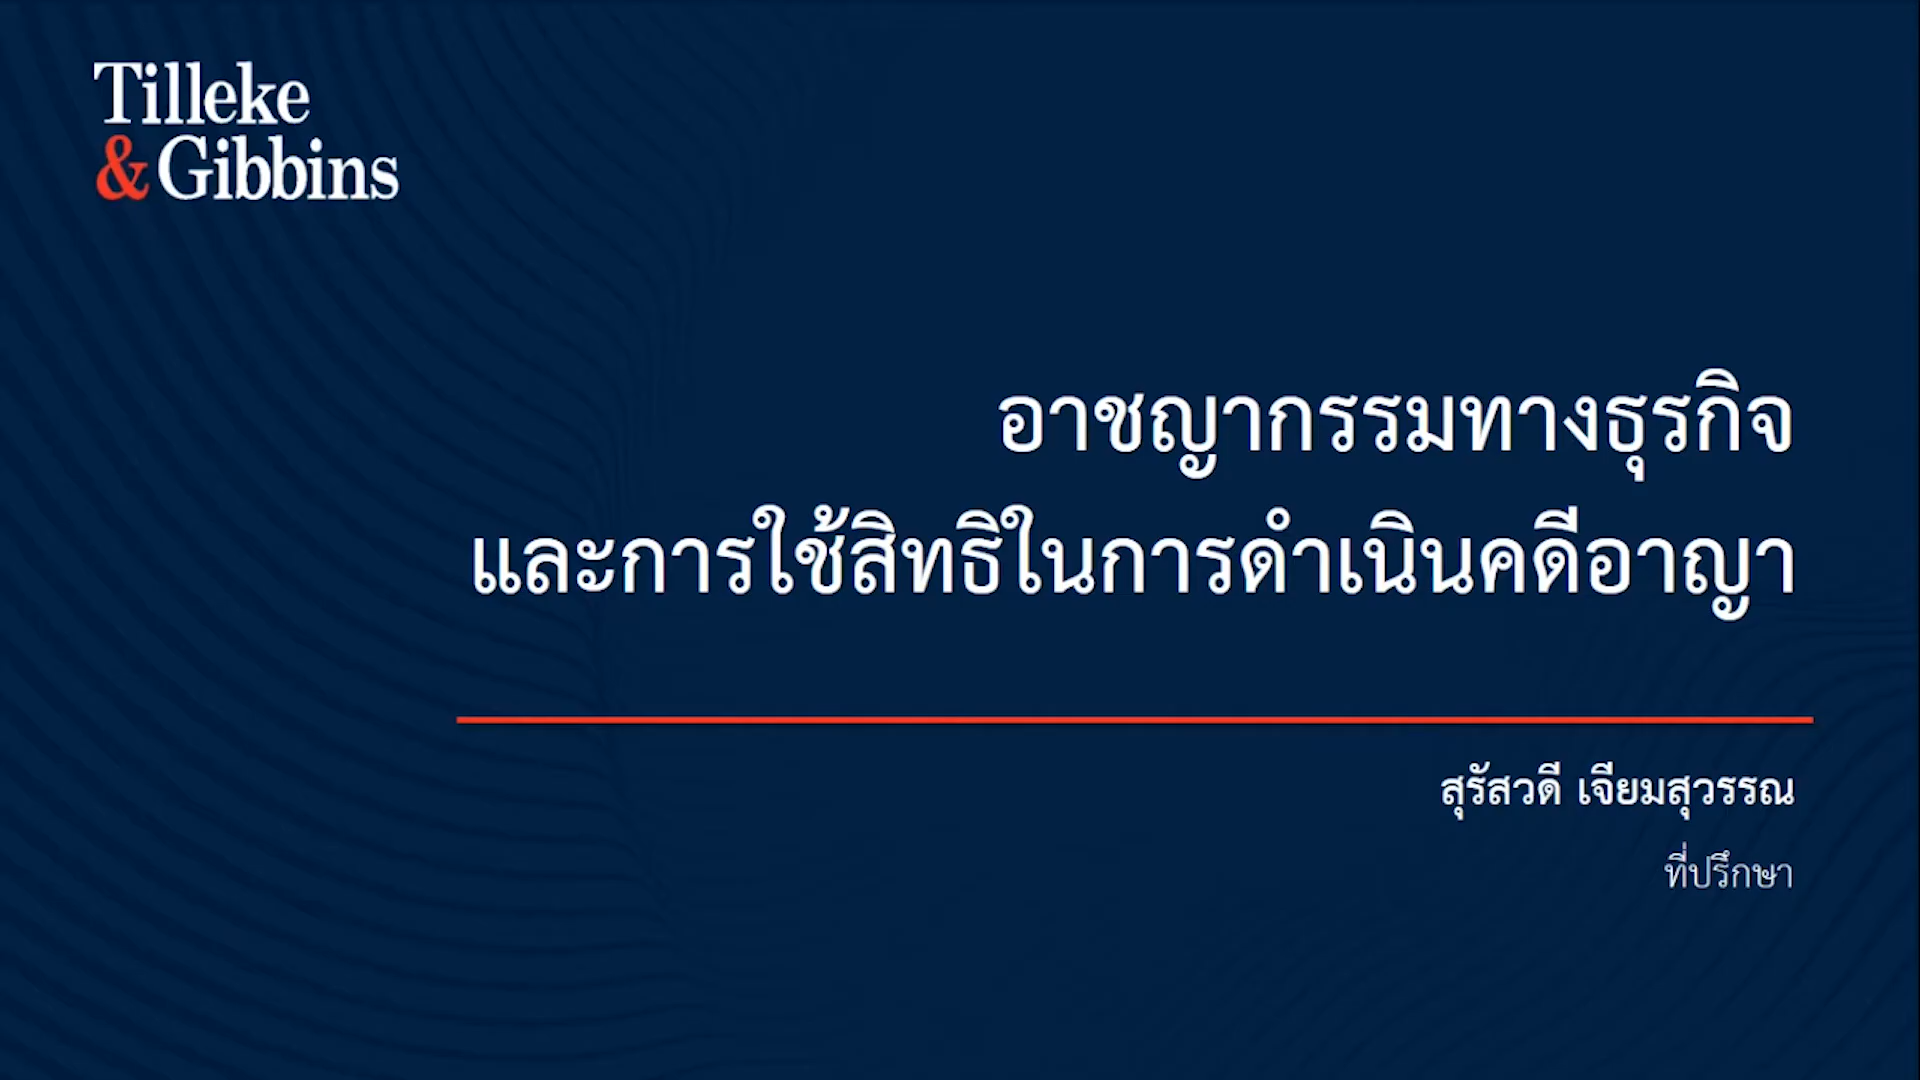 Tilleke
& Gibbins
อาชญากรรมทางธุรกิจ
และการใช้สิทธิในการดำเนินคดีอาญา
สุรัสวดี เจียมสุวรรณ
ที่ปรึกษา